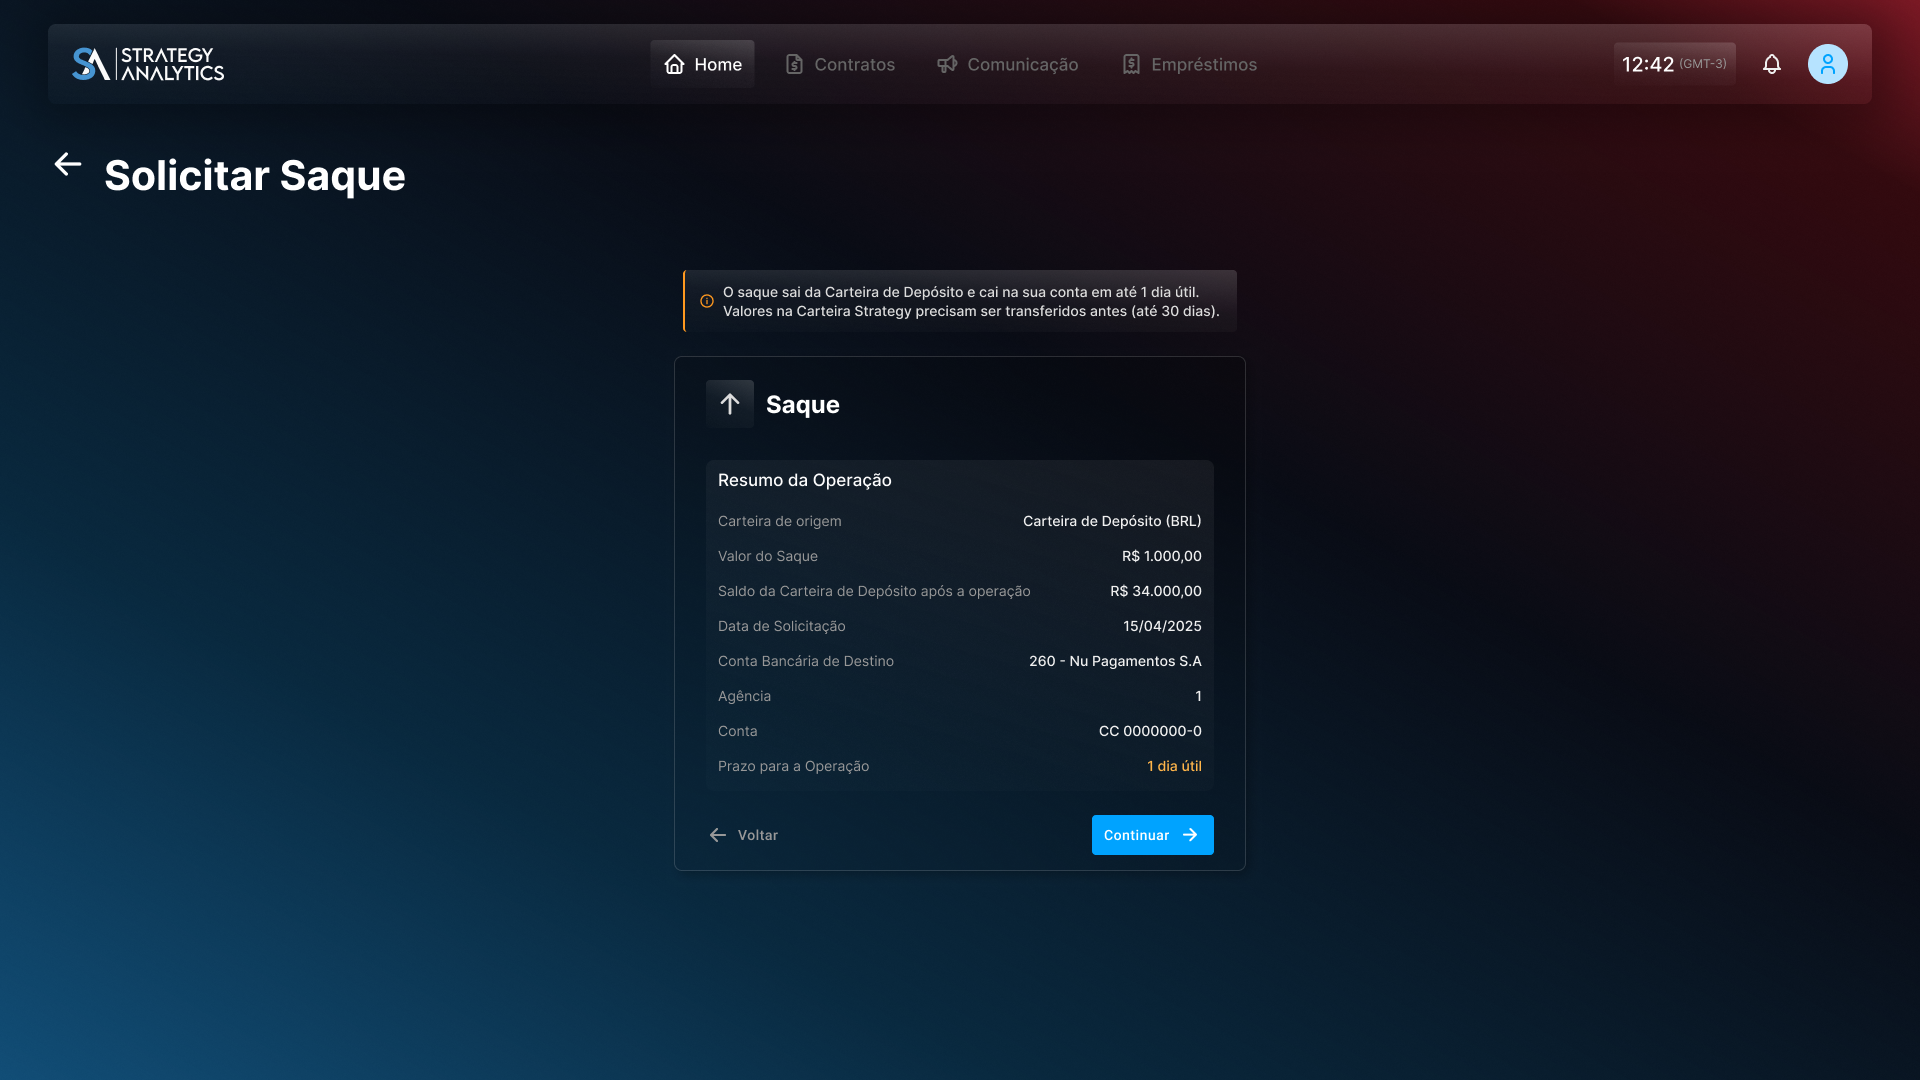 SA STRATEGY
ANALYTICS
Home
Contratos
Comunicação
Empréstimos
12:42 (GMT-3)
Solicitar Saque
O saque sai da Carteira de Depósito e cai na sua conta em até 1 dia útil.
Valores na Carteira Strategy precisam ser transferidos antes (até 30 dias).
Saque
Resumo da Operação
Carteira de origem Carteira de Depósito (BRL)
Valor do Saque R$ 1.000,00
Saldo da Carteira de Depósito após a operação R$ 34.000,00
Data de Solicitação 15/04/2025
Conta Bancária de Destino 260 - Nu Pagamentos S.A
Agência 1
Conta CC 0000000-0
Prazo para a Operação 1 dia útil
Voltar
Continuar